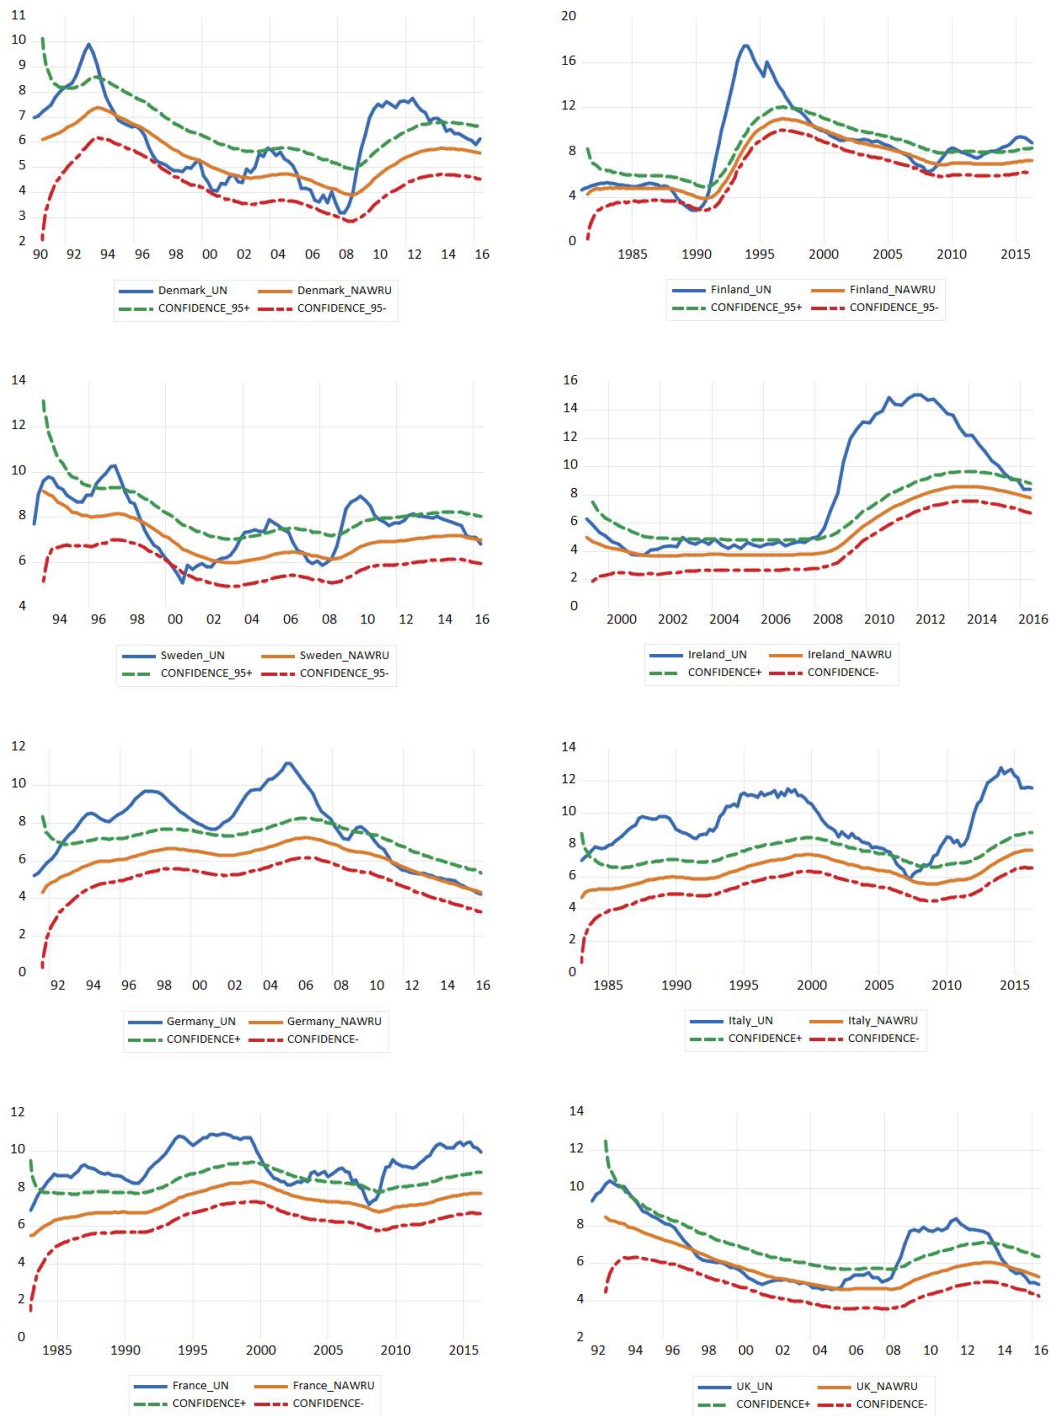 11
10
9
8
7
6
5
4
3
2
90 92 94 96 98 00 02 04 06 08 10 12 14 16
Denmark_UN Denmark_NAWRU
CONFIDENCE_95+ CONFIDENCE_95-
20
16
12
8
4
0
1985 1990 1995 2000 2005 2010 2015
Finland_UN Finland_NAWRU
CONFIDENCE_95+ CONFIDENCE_95-
14
12
10
8
6
4
94 96 98 00 02 04 06 08 10 12 14 16
Sweden_UN Sweden_NAWRU
CONFIDENCE_95+ CONFIDENCE_95-
16
14
12
10
8
6
4
2
0
2000 2002 2004 2006 2008 2010 2012 2014 2016
Ireland_UN Ireland_NAWRU
CONFIDENCE+ CONFIDENCE-
12
10
8
6
4
2
0
92 94 96 98 00 02 04 06 08 10 12 14 16
Germany_UN Germany_NAWRU
CONFIDENCE+ CONFIDENCE-
14
12
10
8
6
4
2
0
1985 1990 1995 2000 2005 2010 2015
Italy_UN Italy_NAWRU
CONFIDENCE+ CONFIDENCE-
12
10
8
6
4
2
0
1985 1990 1995 2000 2005 2010 2015
France_UN France_NAWRU
CONFIDENCE+ CONFIDENCE-
14
12
10
8
6
4
2
92 94 96 98 00 02 04 06 08 10 12 14 16
UK_UN UK_NAWRU
CONFIDENCE+ CONFIDENCE-